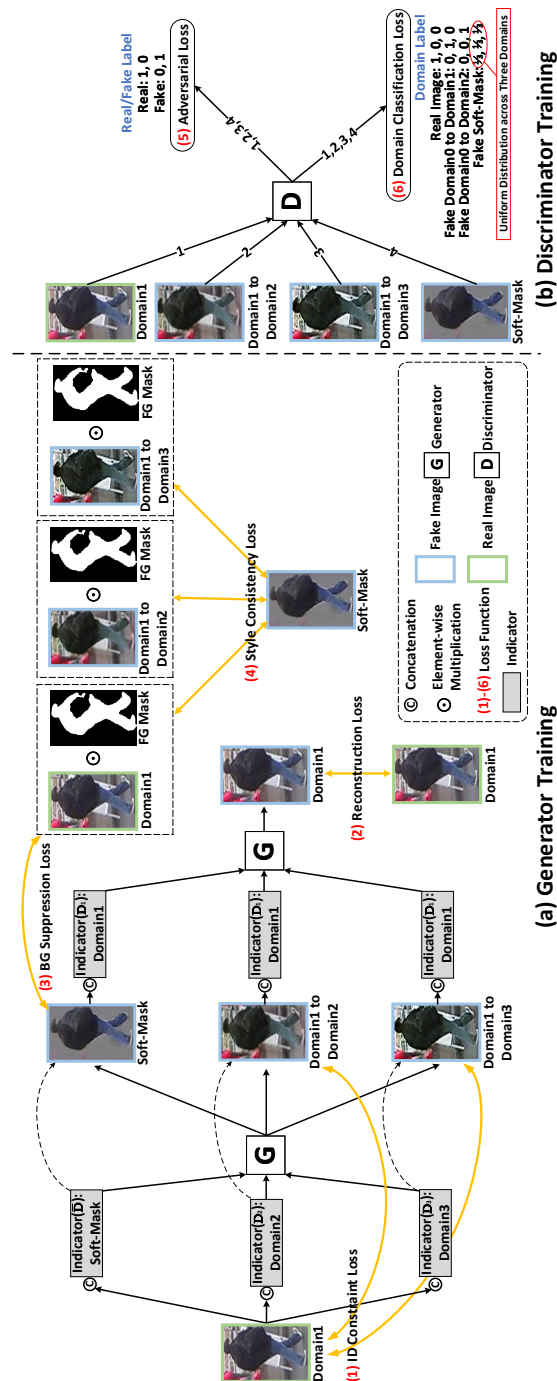 Domain1
(1) ID Constraint Loss
C
C
C
Indicator(D̄):
Soft-Mask
Indicator(D₂):
Domain2
Indicator(D₃):
Domain3
G
Soft-Mask
Domain1 to
Domain2
Domain1 to
Domain3
(3) BG Suppression Loss
C
C
C
Indicator(D₁):
Domain1
Indicator(D₁):
Domain1
Indicator(D₁):
Domain1
G
Domain1
(2) Reconstruction Loss
Domain1
Domain1
FG Mask
Domain1 to
Domain2
FG Mask
Domain1 to
Domain3
FG Mask
(4) Style Consistency Loss
Soft-Mask
C Concatenation
Element-wise
Multiplication
(1)-(6) Loss Function
Indicator
Fake Image
Real Image
G Generator
D Discriminator
(a) Generator Training
Domain1
Domain1 to
Domain2
Domain1 to
Domain3
Soft-Mask
1
2
3
4
D
1,2,3,4
1,2,3,4
Real/Fake Label
Real: 1, 0
Fake: 0, 1
(5) Adversarial Loss
(6) Domain Classification Loss
Domain Label
Real Image: 1, 0, 0
Fake Domain0 to Domain1: 0, 1, 0
Fake Domain0 to Domain2: 0, 0, 1
Fake Soft-Mask: ⅓, ⅓, ⅓
Uniform Distribution across Three Domains
(b) Discriminator Training